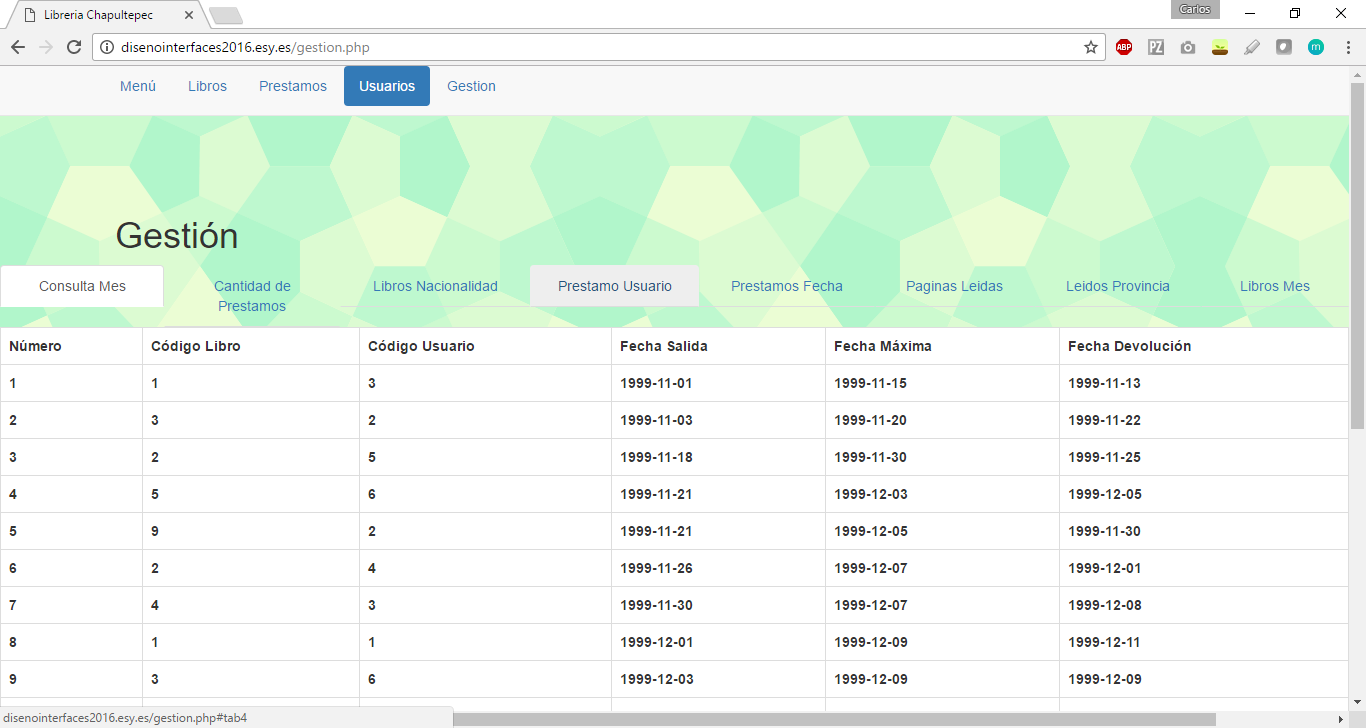 Libreria Chapultepec
Carlos
disenointerfaces2016.esy.es/gestion.php
ABP
PZ
m
Menú Libros Prestamos Usuarios Gestion
Gestión
Consulta Mes Cantidad de Prestamos Libros Nacionalidad Prestamo Usuario Prestamos Fecha Paginas Leidas Leidos Provincia Libros Mes
Número Código Libro Código Usuario Fecha Salida Fecha Máxima Fecha Devolución
1 1 3 1999-11-01 1999-11-15 1999-11-13
2 3 2 1999-11-03 1999-11-20 1999-11-22
3 2 5 1999-11-18 1999-11-30 1999-11-25
4 5 6 1999-11-21 1999-12-03 1999-12-05
5 9 2 1999-11-21 1999-12-05 1999-11-30
6 2 4 1999-11-26 1999-12-07 1999-12-01
7 4 3 1999-11-30 1999-12-07 1999-12-08
8 1 1 1999-12-01 1999-12-09 1999-12-11
9 3 6 1999-12-03 1999-12-09 1999-12-09
disenointerfaces2016.esy.es/gestion.php#tab4